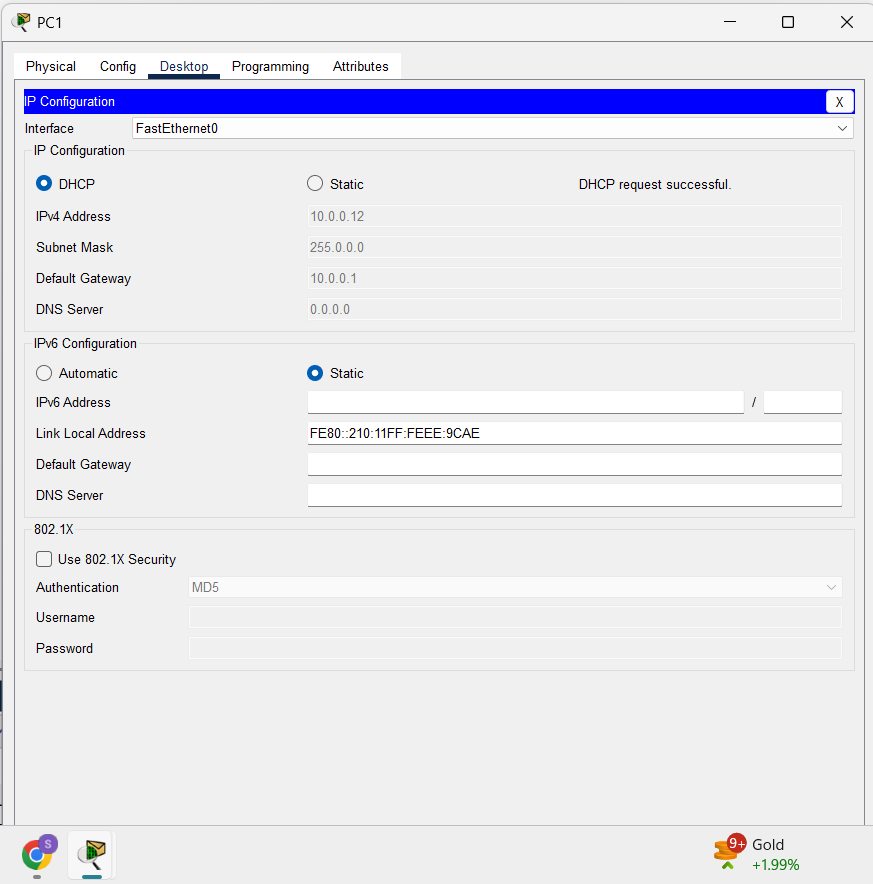 PC1
Physical Config Desktop Programming Attributes
IP Configuration X
Interface FastEthernet0
IP Configuration
DHCP Static DHCP request successful.
IPv4 Address 10.0.0.12
Subnet Mask 255.0.0.0
Default Gateway 10.0.0.1
DNS Server 0.0.0.0
IPv6 Configuration
Automatic Static
IPv6 Address /
Link Local Address FE80::210:11FF:FEEE:9CAE
Default Gateway
DNS Server
802.1X
Use 802.1X Security
Authentication MD5
Username
Password
S 9+ Gold
+1.99%